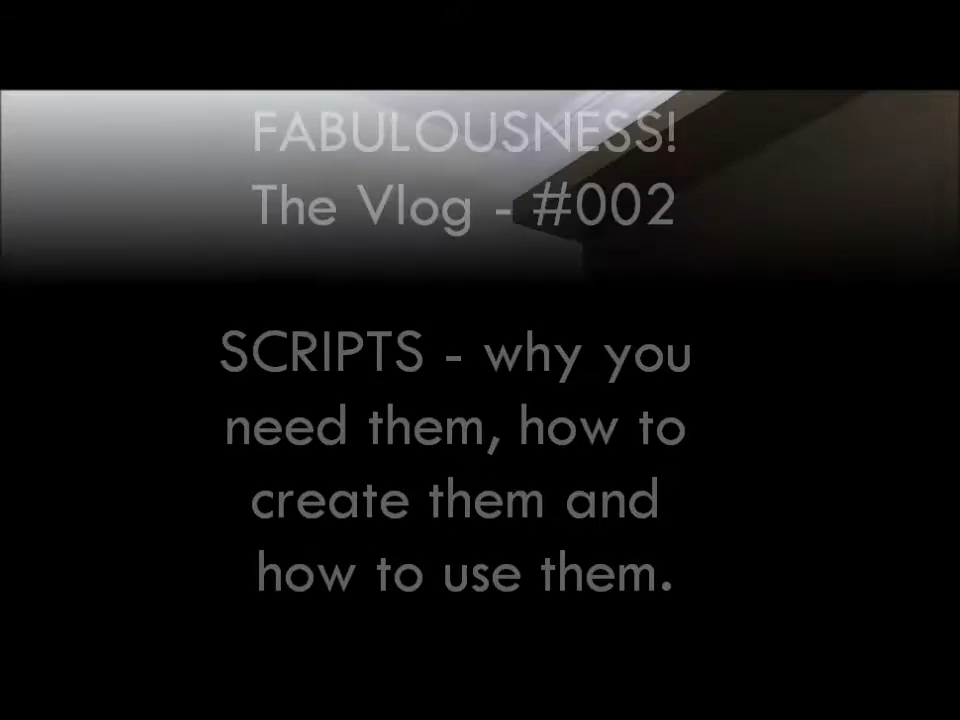 FABULOUSNESS!
The Vlog - #002
SCRIPTS - why you
need them, how to
create them and
how to use them.